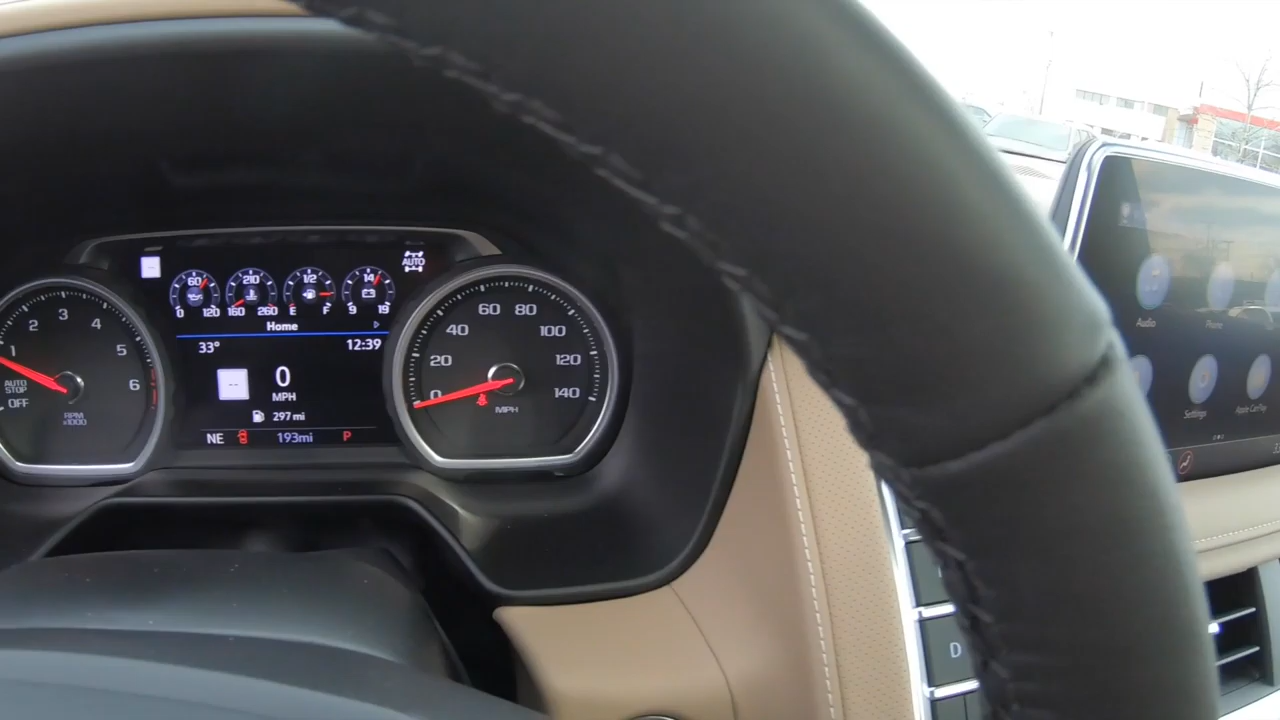 AUTO
60
210
1/2
14
0 120 160 260 E F 9 19
Home
33° 12:39
--
0
MPH
297 mi
NE 193mi P
1 2 3 4 5 6
AUTO
STOP
OFF
RPM
x1000
0 20 40 60 80 100 120 140
MPH
Audio
Phone
Settings
Apple CarPlay
D